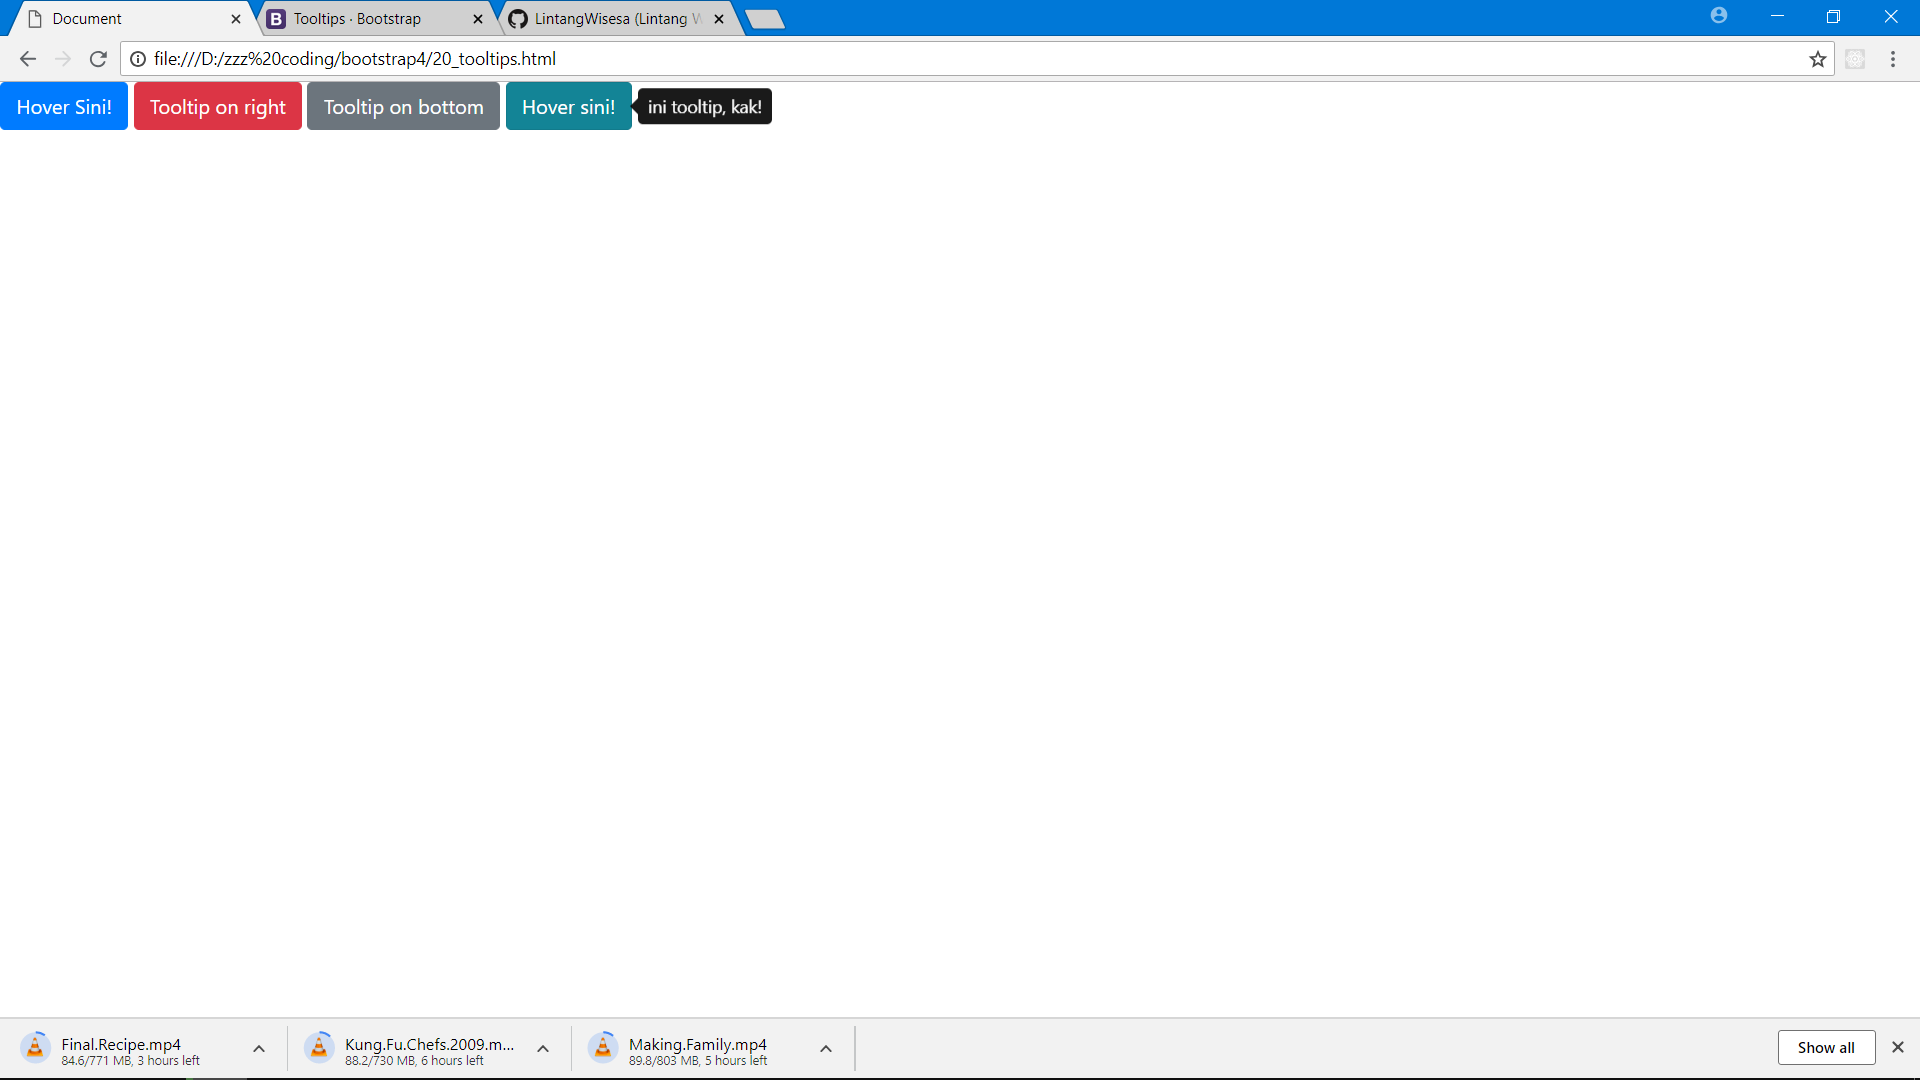 Document
Tooltips · Bootstrap
LintangWisesa (Lintang
file:///D:/zzz%20coding/bootstrap4/20_tooltips.html
Hover Sini!
Tooltip on right
Tooltip on bottom
Hover sini!
ini tooltip, kak!
Final.Recipe.mp4
84.6/771 MB, 3 hours left
Kung.Fu.Chefs.2009.m...
88.2/730 MB, 6 hours left
Making.Family.mp4
89.8/803 MB, 5 hours left
Show all